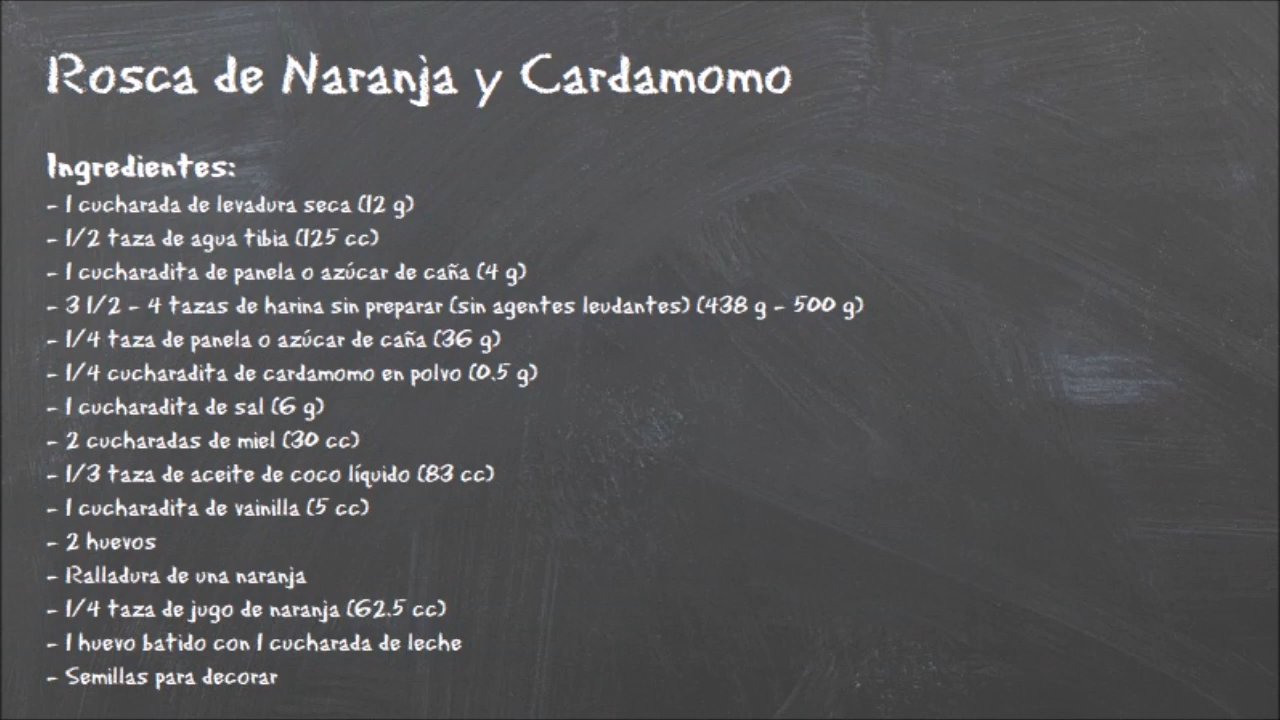 Rosca de Naranja y Cardamomo
Ingredientes:
- 1 cucharada de levadura seca (12 g)
- 1/2 taza de agua tibia (125 cc)
- 1 cucharadita de panela o azúcar de caña (4 g)
- 3 1/2 - 4 tazas de harina sin preparar (sin agentes leudantes) (438 g - 500 g)
- 1/4 taza de panela o azúcar de caña (36 g)
- 1/4 cucharadita de cardamomo en polvo (0.5 g)
- 1 cucharadita de sal (6 g)
- 2 cucharadas de miel (30 cc)
- 1/3 taza de aceite de coco líquido (83 cc)
- 1 cucharadita de vainilla (5 cc)
- 2 huevos
- Ralladura de una naranja
- 1/4 taza de jugo de naranja (62.5 cc)
- 1 huevo batido con 1 cucharada de leche
- Semillas para decorar